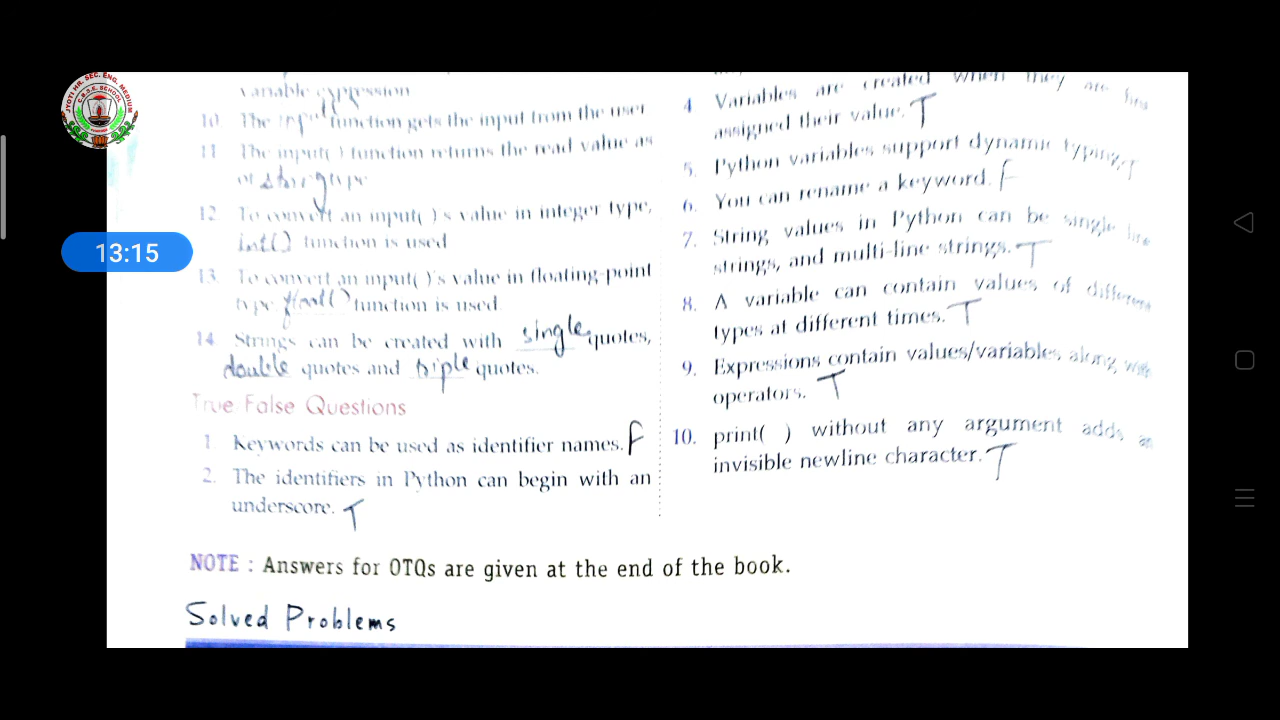 JYOTI HR. SEC. ENG. MEDIUM
C.B.S.E. SCHOOL
13:15
variable expression
10. The function gets the input from the user
11. The input( ) function returns the read value as
of string type
12. To convert an input( )'s value in integer type,
int() function is used
13. To convert an input( )'s value in floating-point
type float() function is used
14. Strings can be created with single quotes,
double quotes and triple quotes.
True False Questions
1. Keywords can be used as identifier names. F
2. The identifiers in Python can begin with an
underscore. T
4. Variables are created when they are
assigned their value. T
5. Python variables support dynamic typing. T
6. You can rename a keyword. F
7. String values in Python can be single line
strings, and multi-line strings. T
8. A variable can contain values of different
types at different times. T
9. Expressions contain values/variables along with
operators. T
10. print( ) without any argument adds an
invisible newline character. T
NOTE : Answers for OTQs are given at the end of the book.
Solved Problems